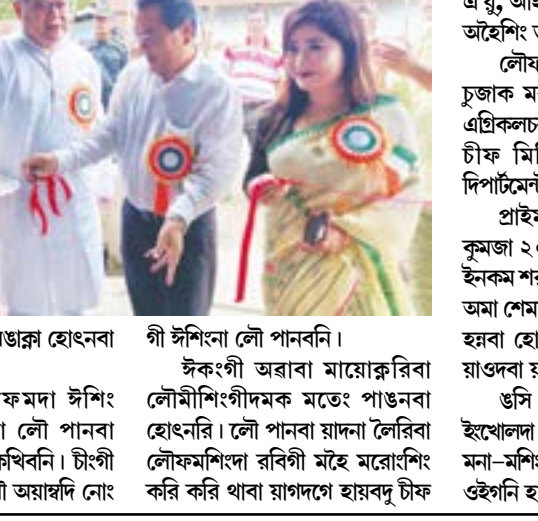 ঙাক্না হোৎনবা
ফমদা ঈশিং
লৌ পানবা
কখিবনি। চীংগী
অয়াম্বদি নোং
গী ঈশিংনা লৌ পানবনি।
ঈকংগী অৱাবা মায়োক্নরিবা
লৌমীশিংগীদমক মতেং পাঙনবা
হোৎনরি। লৌ পানবা য়াদনা লৈরিবা
লৌফমশিংদা রবিগী মহৈ মরোংশিং
করি করি থাবা য়াগদগে হায়বদু চীফ
এ য়ু,
অহৈশিং
লৌফ
চুজাক
এগ্রিকলচ
চীফ মি
দিপার্টমেন্ট
প্রাইম
কুমজা ২০
ইনকম শ
অমা শেম
হন্নবা হো
য়াওদবা য়
ঙসি
ইংখোলদা
মনা-মশিং
ওইগনি হ